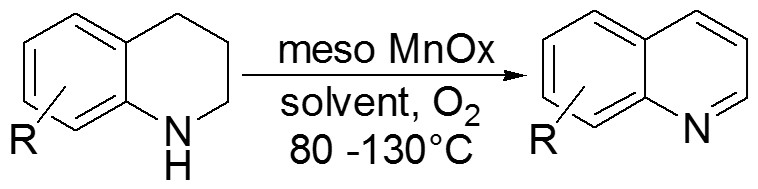 meso MnOx
solvent, O₂
80 -130°C
R
N
H
R
N